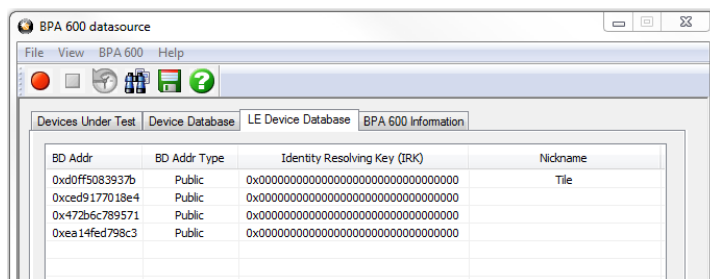 BPA 600 datasource
File View BPA 600 Help
Devices Under Test Device Database LE Device Database BPA 600 Information
BD Addr BD Addr Type Identity Resolving Key (IRK) Nickname
0xd0ff5083937b Public 0x00000000000000000000000000000000 Tile
0xced9177018e4 Public 0x00000000000000000000000000000000
0x472b6c789571 Public 0x00000000000000000000000000000000
0xea14fed798c3 Public 0x00000000000000000000000000000000